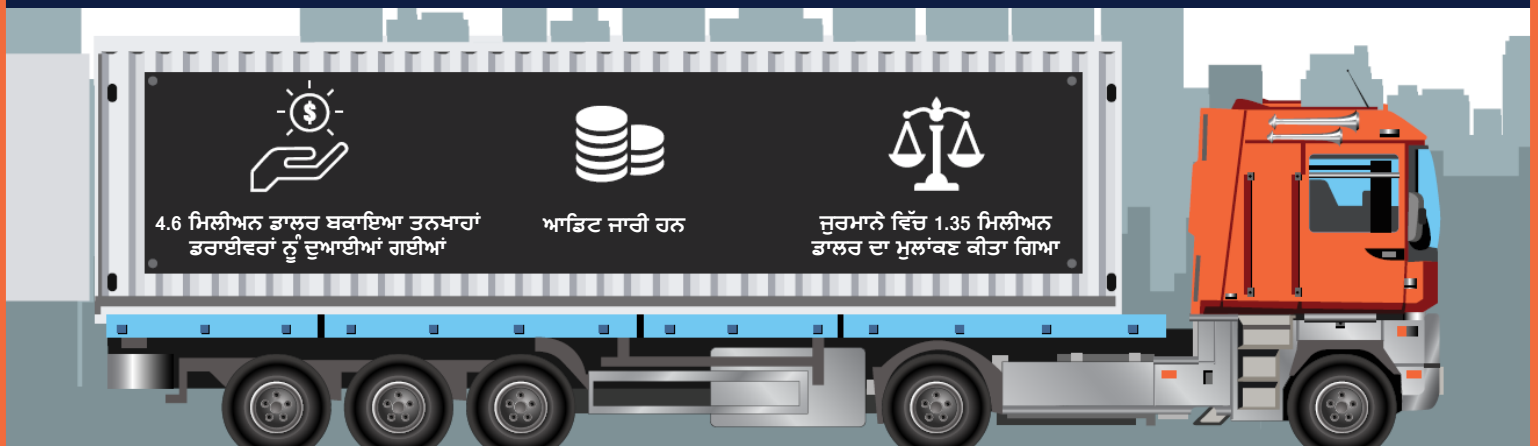 4.6 ਮਿਲੀਅਨ ਡਾਲਰ ਬਕਾਇਆ ਤਨਖਾਹਾਂ
ਡਰਾਈਵਰਾਂ ਨੂੰ ਦੁਆਈਆਂ ਗਈਆਂ
ਆਡਿਟ ਜਾਰੀ ਹਨ
ਜੁਰਮਾਨੇ ਵਿੱਚ 1.35 ਮਿਲੀਅਨ
ਡਾਲਰ ਦਾ ਮੁਲਾਂਕਣ ਕੀਤਾ ਗਿਆ